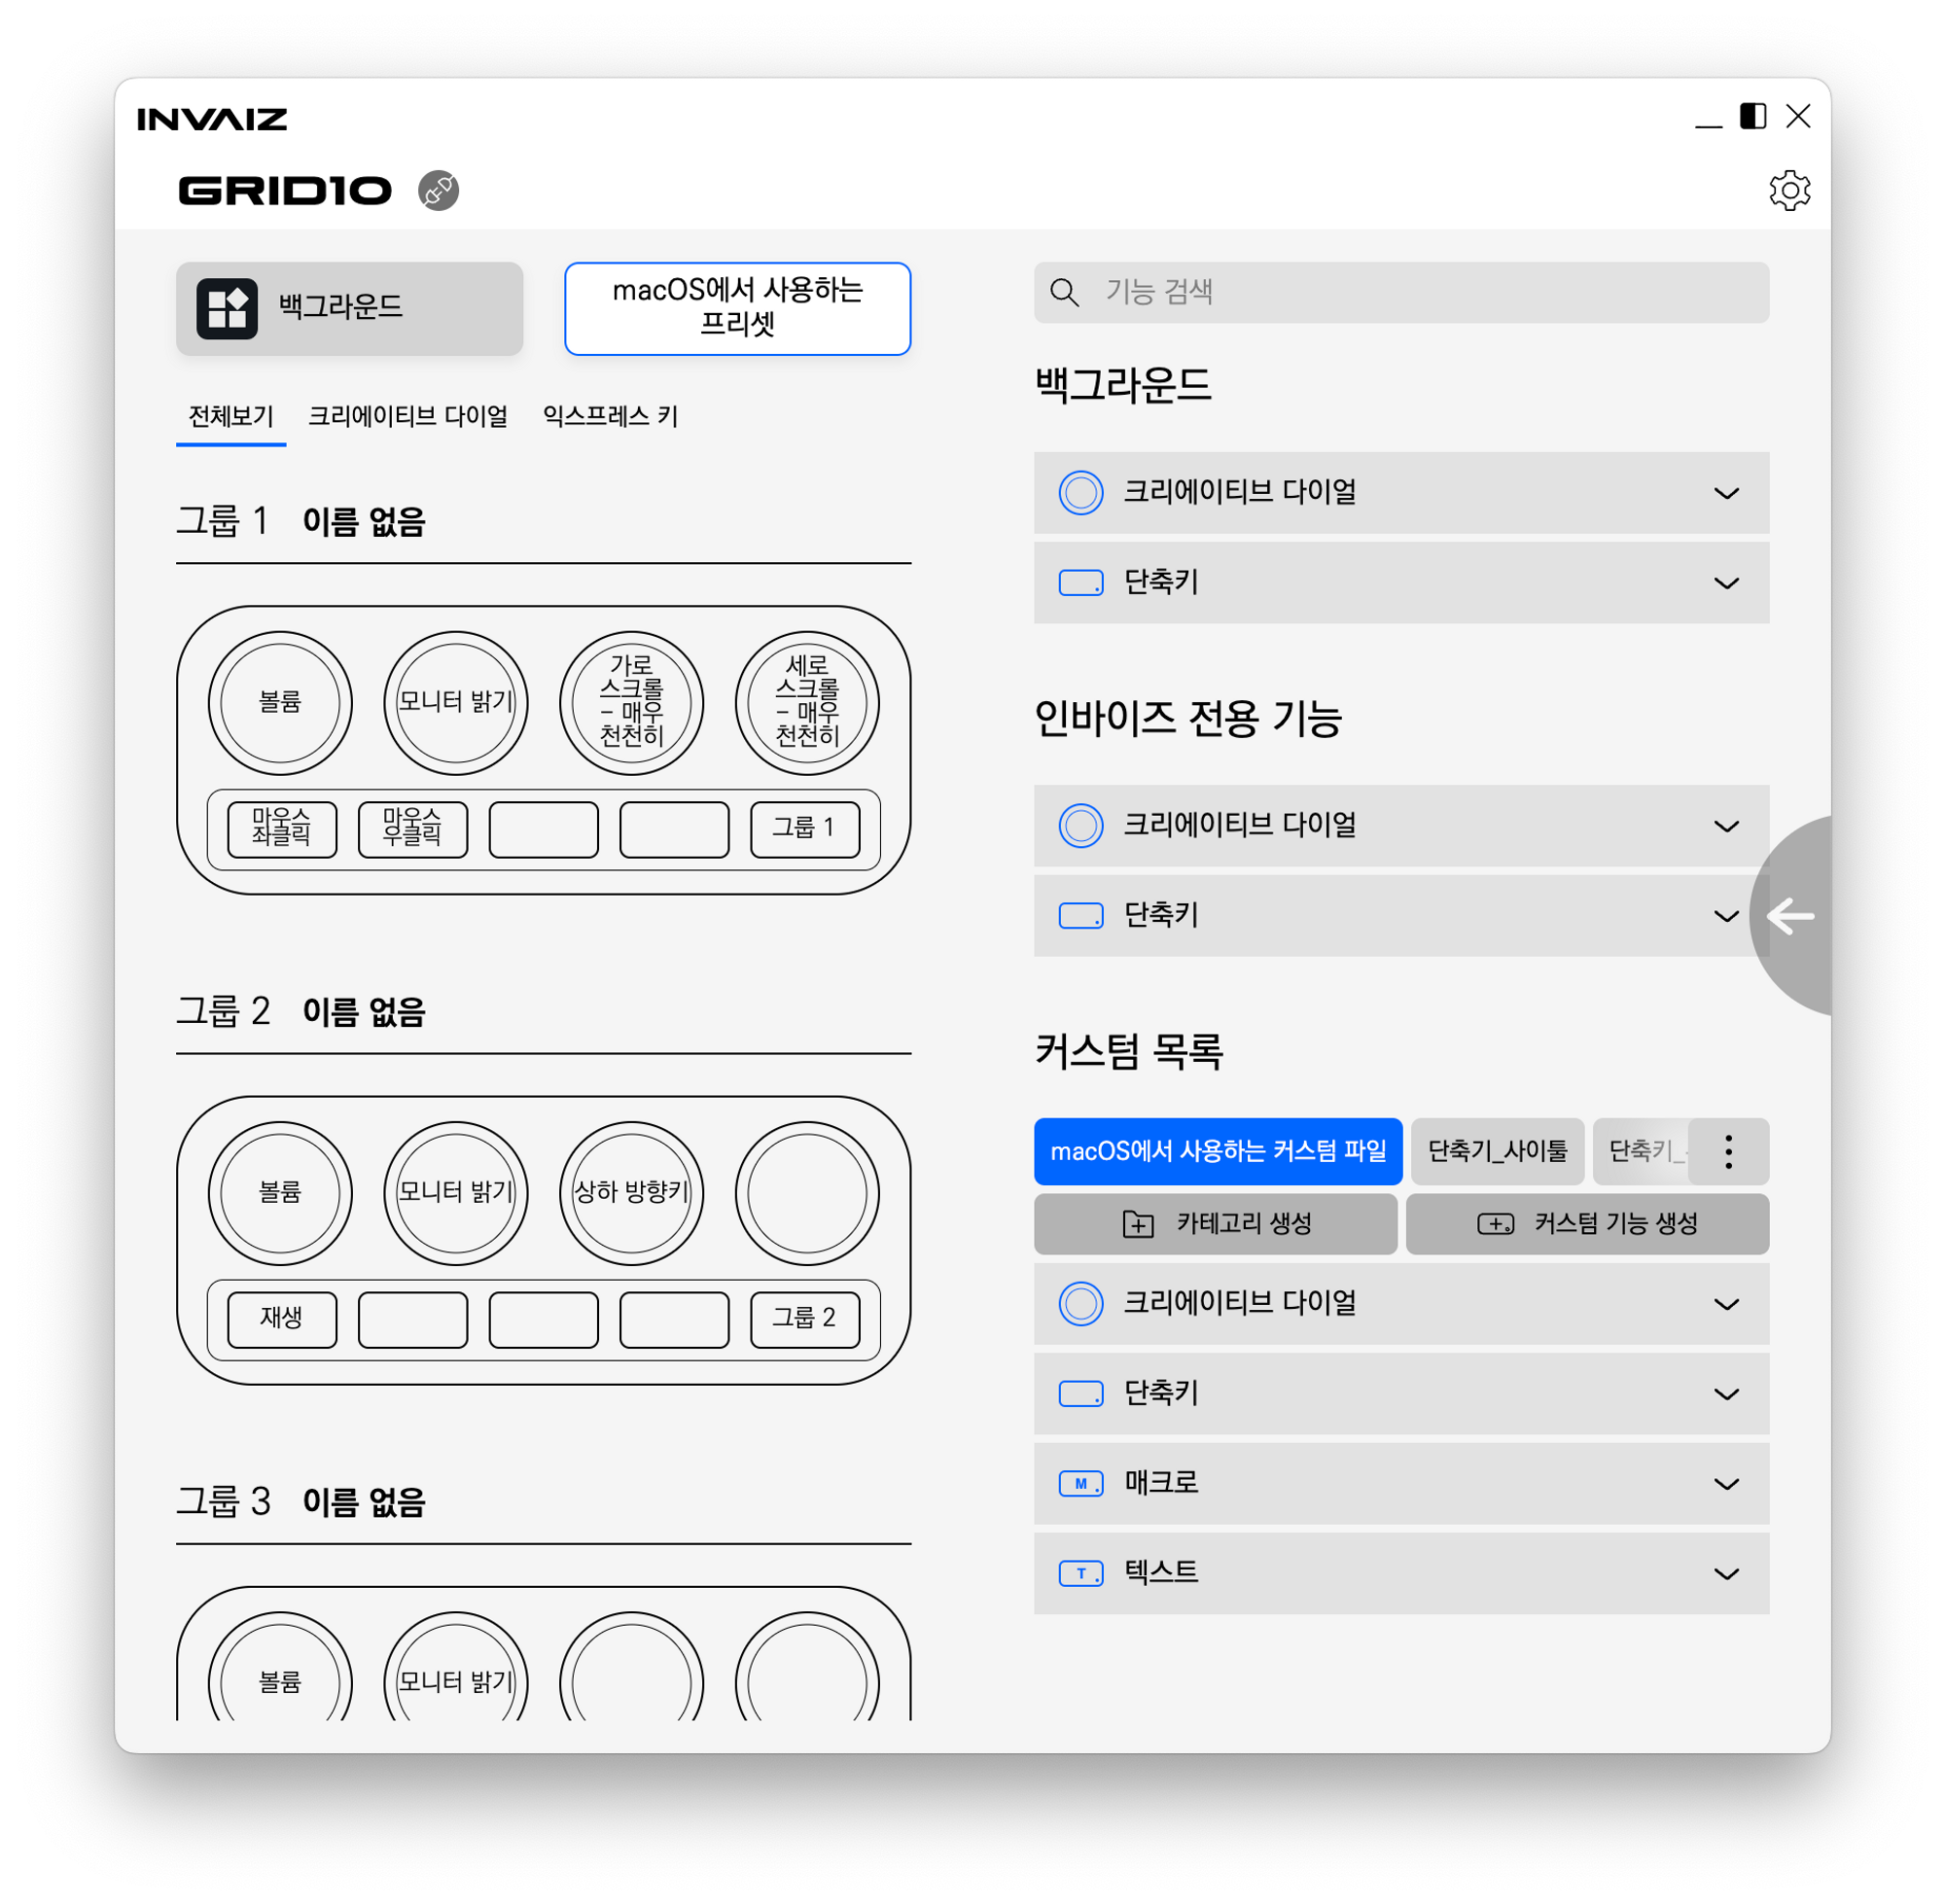 INVAIZ
GRID10
백그라운드
macOS에서 사용하는
프리셋
전체보기
크리에이티브 다이얼
익스프레스 키
그룹 1 이름 없음
볼륨
모니터 밝기
가로
스크롤
- 매우
천천히
세로
스크롤
- 매우
천천히
마우스
좌클릭
마우스
우클릭
그룹 1
그룹 2 이름 없음
볼륨
모니터 밝기
상하 방향키
재생
그룹 2
그룹 3 이름 없음
볼륨
모니터 밝기
기능 검색
백그라운드
크리에이티브 다이얼
단축키
인바이즈 전용 기능
크리에이티브 다이얼
단축키
커스텀 목록
macOS에서 사용하는 커스텀 파일
단축기_사이툴
단축키_
카테고리 생성
커스텀 기능 생성
크리에이티브 다이얼
단축키
M 매크로
T 텍스트